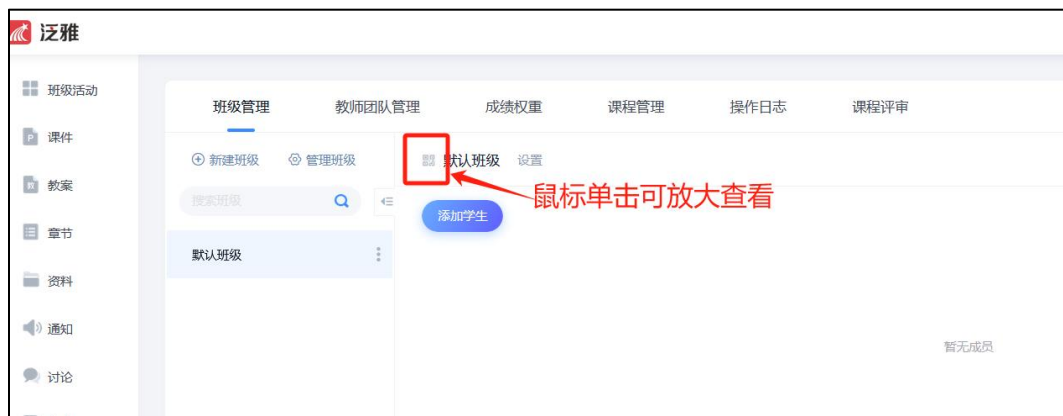 泛雅
班级活动
课件
教案
章节
资料
通知
讨论
班级管理 教师团队管理 成绩权重 课程管理 操作日志 课程评审
新建班级 管理班级
搜索班级
默认班级
默认班级 设置
鼠标单击可放大查看
添加学生
暂无成员